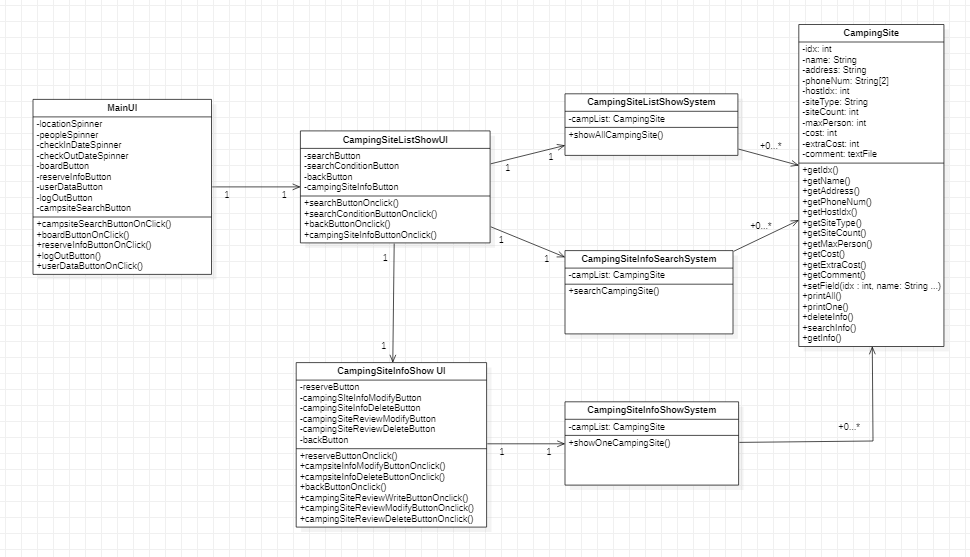 MainUI
-locationSpinner
-peopleSpinner
-checkInDateSpinner
-checkOutDateSpinner
-boardButton
-reserveInfoButton
-userDataButton
-logOutButton
-campsiteSearchButton
+campsiteSearchButtonOnClick()
+boardButtonOnClick()
+reserveInfoButtonOnClick()
+logOutButton()
+userDataButtonOnClick()
1
1
CampingSiteListShowUI
-searchButton
-searchConditionButton
-backButton
-campingSiteInfoButton
+searchButtonOnclick()
+searchConditionButtonOnclick()
+backButtonOnclick()
+campingSiteInfoButtonOnclick()
1
1
1
1
1
1
CampingSiteInfoShow UI
-reserveButton
-campingSIteInfoModifyButton
-campingSiteInfoDeleteButton
-campingSiteReviewModifyButton
-campingSiteReviewDeleteButton
-backButton
+reserveButtonOnclick()
+campsiteInfoModifyButtonOnclick()
+campsiteInfoDeleteButtonOnclick()
+backButtonOnclick()
+campingSiteReviewWriteButtonOnclick()
+campingSiteReviewModifyButtonOnclick()
+campingSiteReviewDeleteButtonOnclick()
1
1
CampingSiteListShowSystem
-campList: CampingSite
+showAllCampingSite()
+0...*
CampingSiteInfoSearchSystem
-campList: CampingSite
+searchCampingSite()
+0...*
CampingSiteInfoShowSystem
-campList: CampingSite
+showOneCampingSite()
+0...*
CampingSite
-idx: int
-name: String
-address: String
-phoneNum: String[2]
-hostIdx: int
-siteType: String
-siteCount: int
-maxPerson: int
-cost: int
-extraCost: int
-comment: textFile
+getIdx()
+getName()
+getAddress()
+getPhoneNum()
+getHostIdx()
+getSiteType()
+getSiteCount()
+getMaxPerson()
+getCost()
+getExtraCost()
+getComment()
+setField(idx : int, name: String ...)
+printAll()
+printOne()
+deleteInfo()
+searchInfo()
+getInfo()